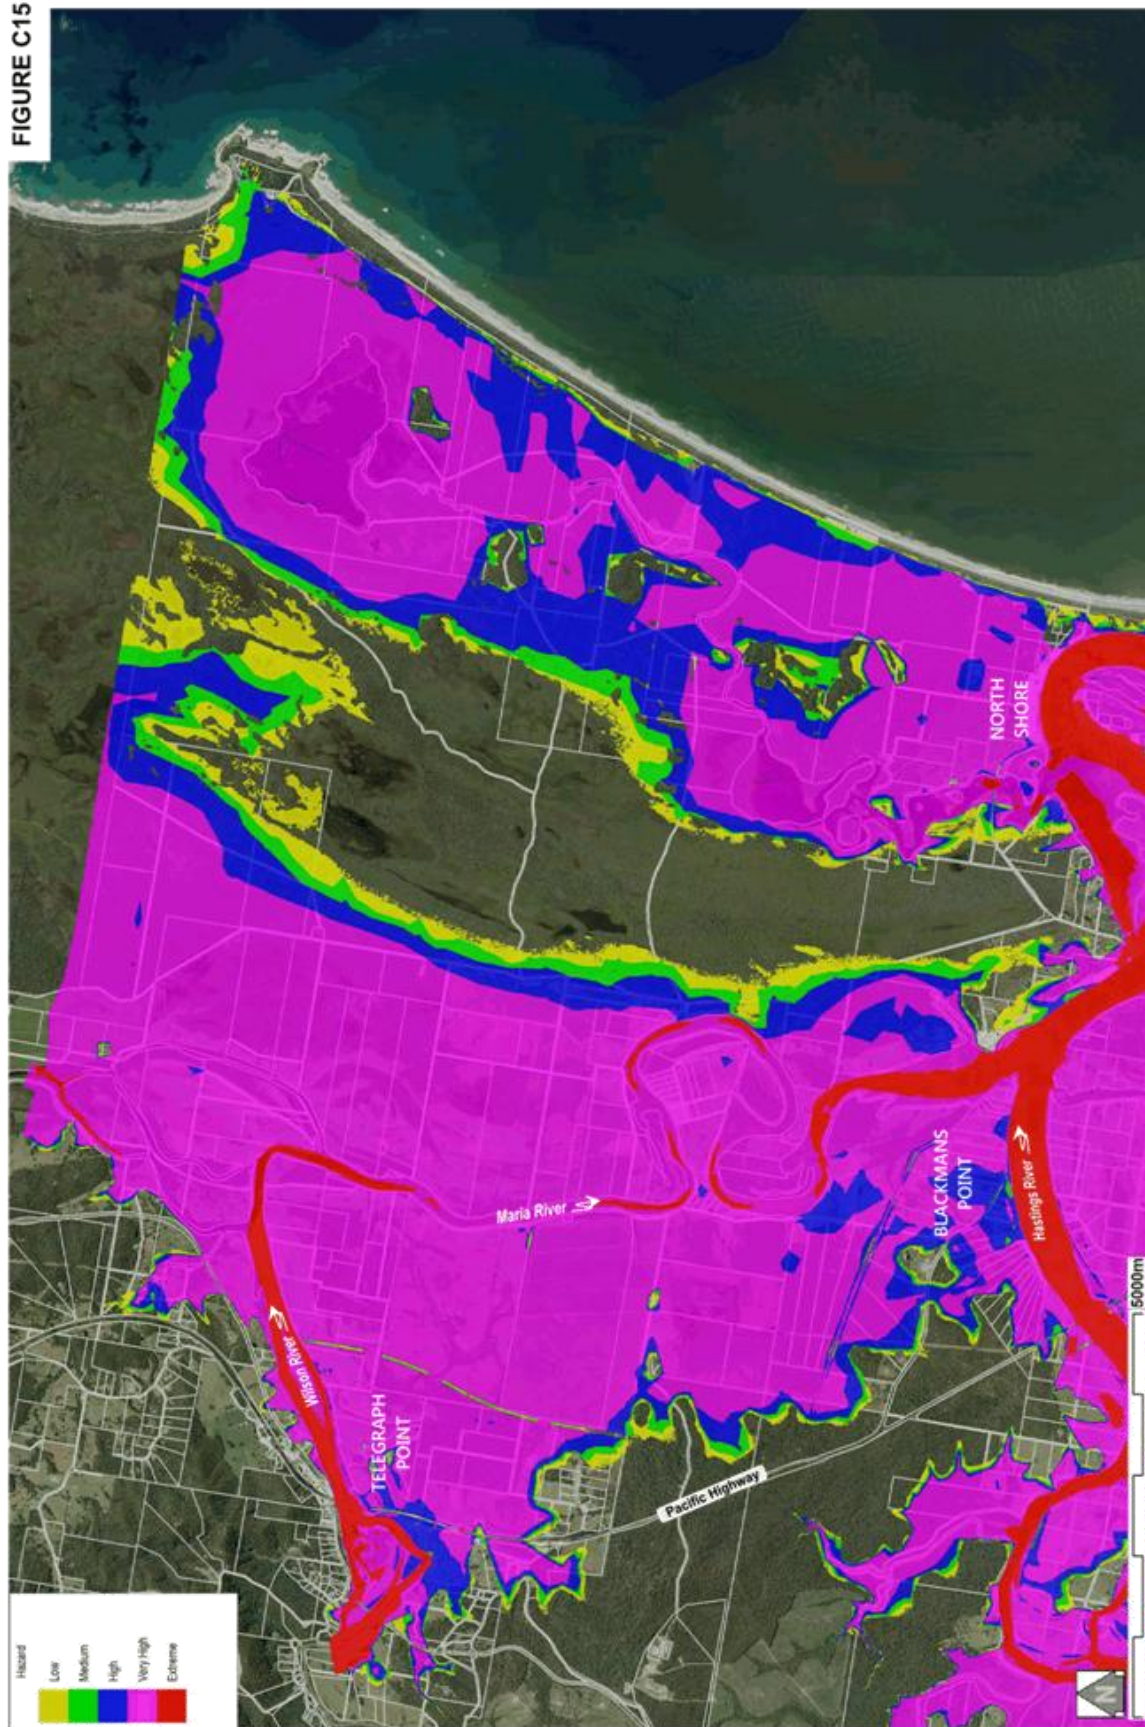 FIGURE C15
Hazard
Low
Medium
High
Very High
Extreme
Wilson River
TELEGRAPH
POINT
Maria River
Pacific Highway
BLACKMANS
POINT
Hastings River
NORTH
SHORE
N
5000m